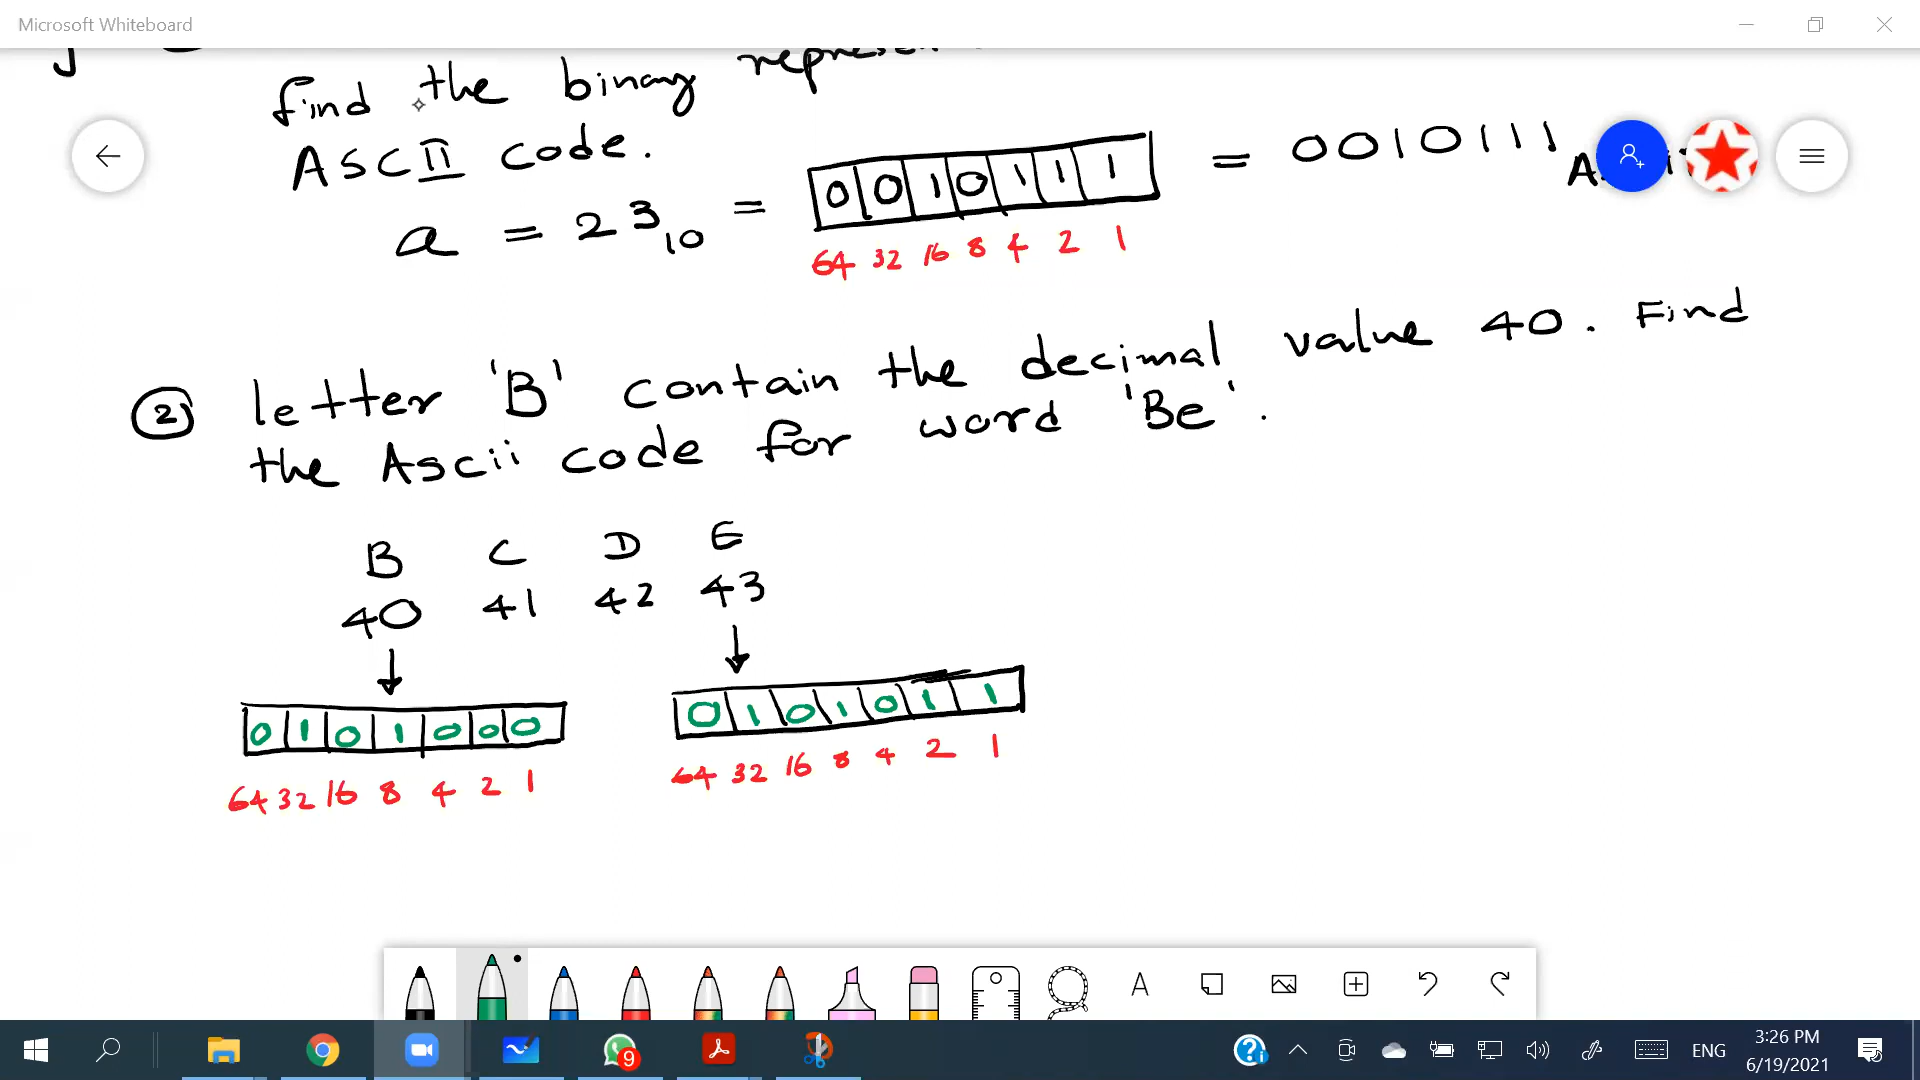 Microsoft Whiteboard
find the binary
ASCII code.
a = 23₁₀ = 0 0 1 0 1 1 1 = 0010111
64 32 16 8 4 2 1
② letter 'B' contain the decimal value 40. Find
the Ascii code for word 'Be'.
B C D E
40 41 42 43
0 1 0 1 0 0 0
0 1 0 1 0 1 1
64 32 16 8 4 2 1
64 32 16 8 4 2 1
9
ENG
3:26 PM
6/19/2021